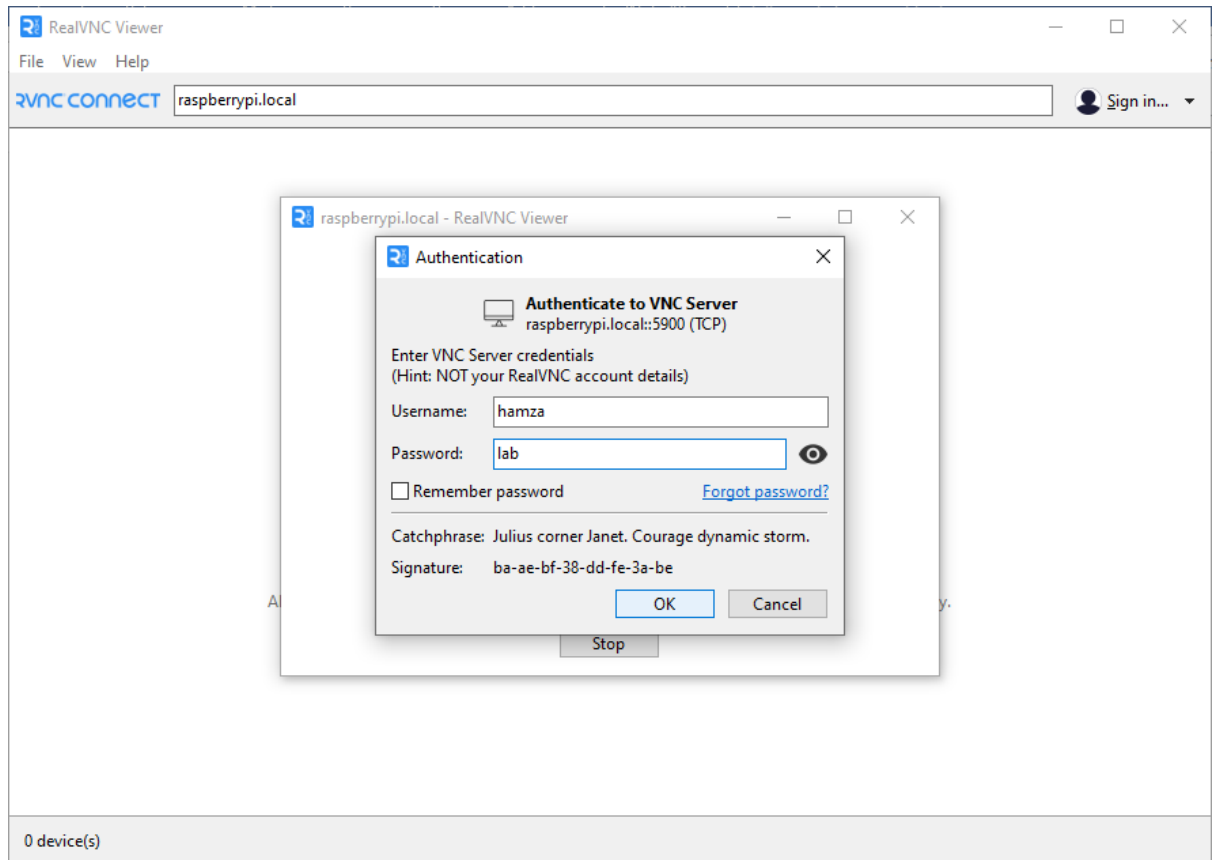 RealVNC Viewer
File View Help
RVNC CONNECT raspberrypi.local Sign in...
raspberrypi.local - RealVNC Viewer
Authentication
Authenticate to VNC Server
raspberrypi.local::5900 (TCP)
Enter VNC Server credentials
(Hint: NOT your RealVNC account details)
Username: hamza
Password: lab
Remember password Forgot password?
Catchphrase: Julius corner Janet. Courage dynamic storm.
Signature: ba-ae-bf-38-dd-fe-3a-be
OK Cancel
Stop
0 device(s)